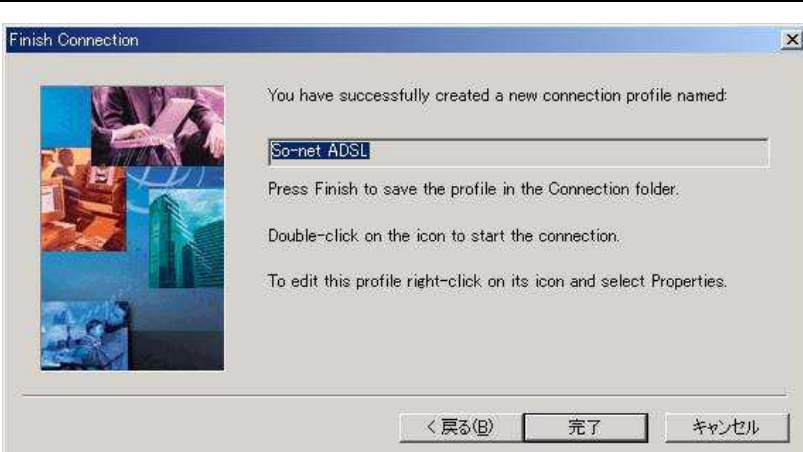 Finish Connection
You have successfully created a new connection profile named:
So-net ADSL
Press Finish to save the profile in the Connection folder.
Double-click on the icon to start the connection.
To edit this profile right-click on its icon and select Properties.
< 戻る(B) 完了 キャンセル